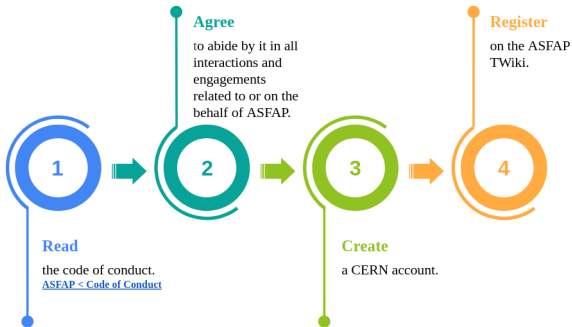 1
Read
the code of conduct.
ASFAP < Code of Conduct
2
Agree
to abide by it in all
interactions and
engagements
related to or on the
behalf of ASFAP.
3
Create
a CERN account.
4
Register
on the ASFAP
TWiki.